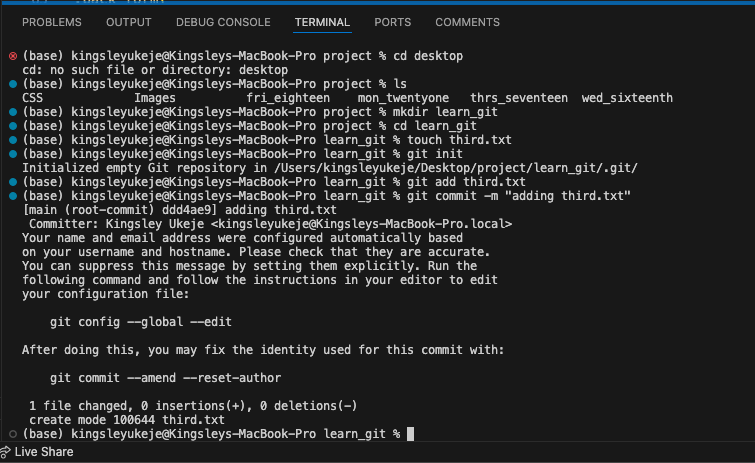 PROBLEMS OUTPUT DEBUG CONSOLE TERMINAL PORTS COMMENTS
(base) kingsleyukeje@Kingsleys-MacBook-Pro project % cd desktop
cd: no such file or directory: desktop
(base) kingsleyukeje@Kingsleys-MacBook-Pro project % ls
CSS Images fri_eighteen mon_twentyone thrs_seventeen wed_sixteenth
(base) kingsleyukeje@Kingsleys-MacBook-Pro project % mkdir learn_git
(base) kingsleyukeje@Kingsleys-MacBook-Pro project % cd learn_git
(base) kingsleyukeje@Kingsleys-MacBook-Pro learn_git % touch third.txt
(base) kingsleyukeje@Kingsleys-MacBook-Pro learn_git % git init
Initialized empty Git repository in /Users/kingsleyukeje/Desktop/project/learn_git/.git/
(base) kingsleyukeje@Kingsleys-MacBook-Pro learn_git % git add third.txt
(base) kingsleyukeje@Kingsleys-MacBook-Pro learn_git % git commit -m "adding third.txt"
[main (root-commit) ddd4ae9] adding third.txt
 Committer: Kingsley Ukeje <kingsleyukeje@Kingsleys-MacBook-Pro.local>
Your name and email address were configured automatically based
on your username and hostname. Please check that they are accurate.
You can suppress this message by setting them explicitly. Run the
following command and follow the instructions in your editor to edit
your configuration file:
    git config --global --edit
After doing this, you may fix the identity used for this commit with:
    git commit --amend --reset-author
 1 file changed, 0 insertions(+), 0 deletions(-)
 create mode 100644 third.txt
(base) kingsleyukeje@Kingsleys-MacBook-Pro learn_git %
Live Share